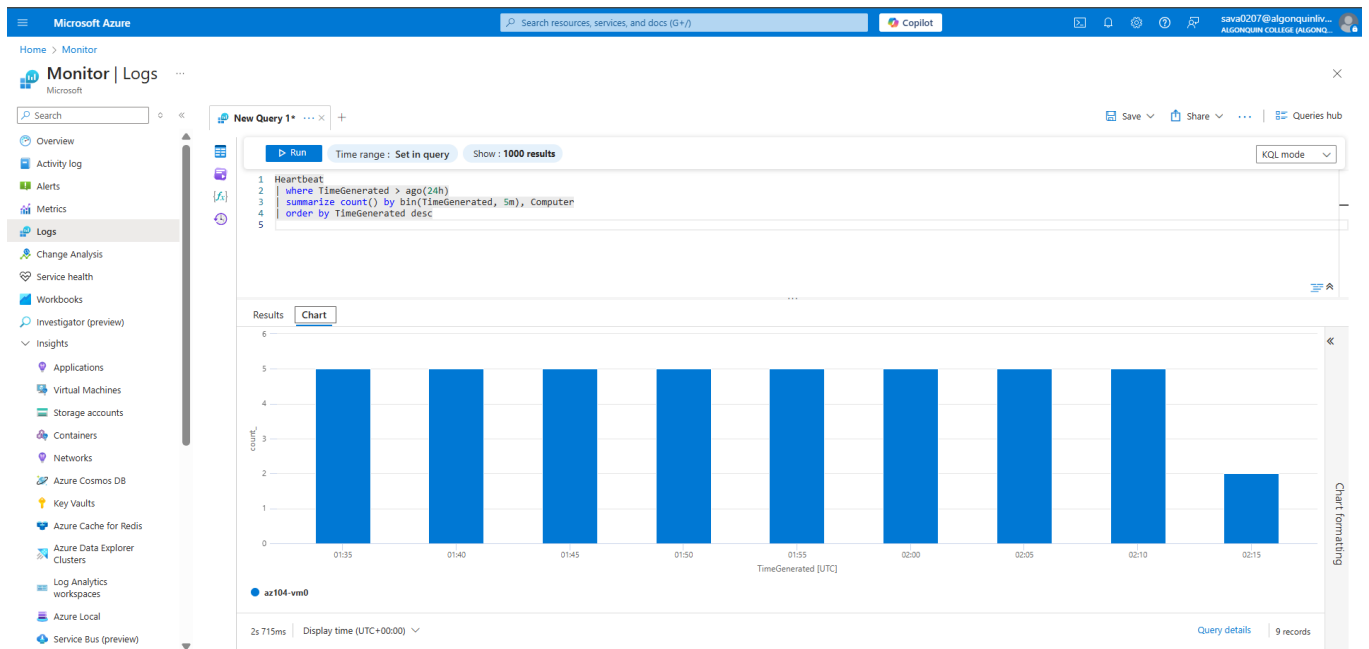 Microsoft Azure
Search resources, services, and docs (G+/)
Copilot
sava0207@algonquinliv...
ALGONQUIN COLLEGE (ALGONQ...
Home > Monitor
Monitor | Logs ...
Microsoft
Search
Overview
Activity log
Alerts
Metrics
Logs
Change Analysis
Service health
Workbooks
Investigator (preview)
Insights
Applications
Virtual Machines
Storage accounts
Containers
Networks
Azure Cosmos DB
Key Vaults
Azure Cache for Redis
Azure Data Explorer
Clusters
Log Analytics
workspaces
Azure Local
Service Bus (preview)
New Query 1* ...
Save
Share
...
Queries hub
Run
Time range : Set in query
Show : 1000 results
KQL mode
1 Heartbeat
2 | where TimeGenerated > ago(24h)
3 | summarize count() by bin(TimeGenerated, 5m), Computer
4 | order by TimeGenerated desc
5
...
Results
Chart
6
5
4
3
2
1
0
count_
01:35 01:40 01:45 01:50 01:55 02:00 02:05 02:10 02:15
TimeGenerated [UTC]
az104-vm0
Chart formatting
2s 715ms
Display time (UTC+00:00)
Query details
9 records